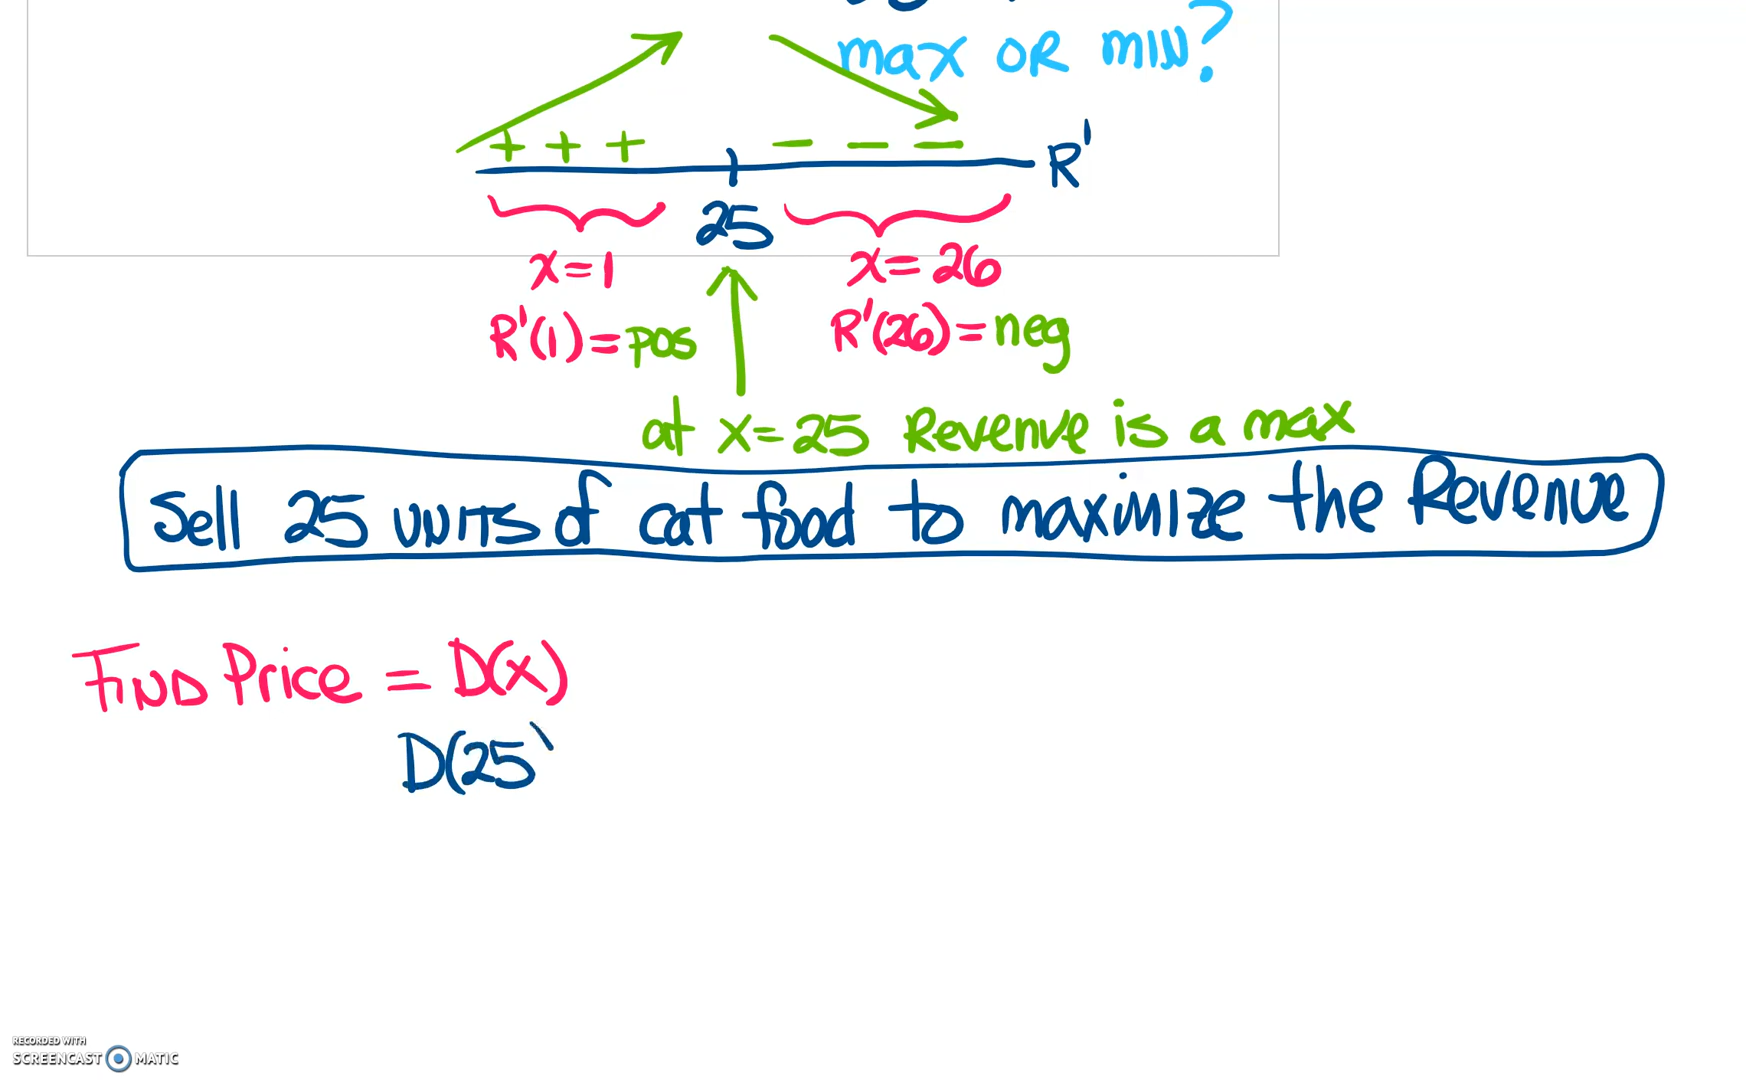 max OR MIN?
+ + + − − − R'
25
x=1 x=26
R'(1)=pos R'(26)=neg
at x=25 Revenue is a max
Sell 25 UNITS of cat food to maximize the Revenue
FIND Price = D(x)
D(25)
RECORDED WITH
SCREENCAST MATIC